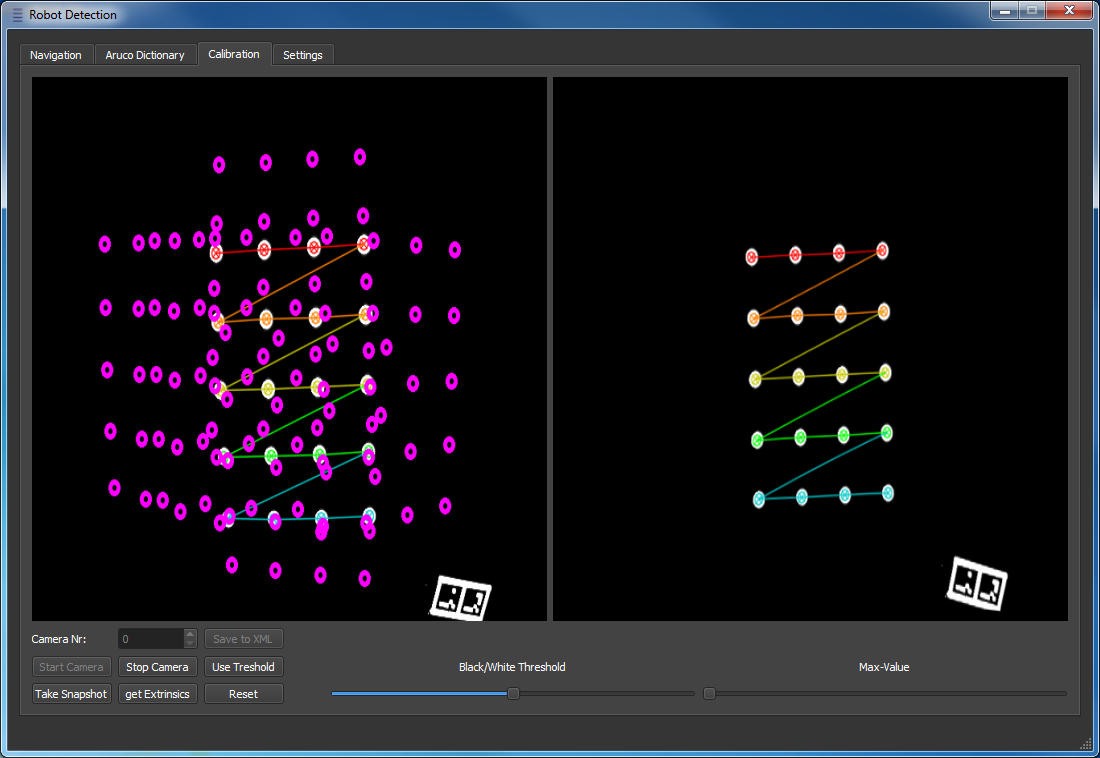 Robot Detection
Navigation
Aruco Dictionary
Calibration
Settings
Camera Nr:
0
Save to XML
Start Camera
Stop Camera
Use Treshold
Black/White Threshold
Max-Value
Take Snapshot
get Extrinsics
Reset